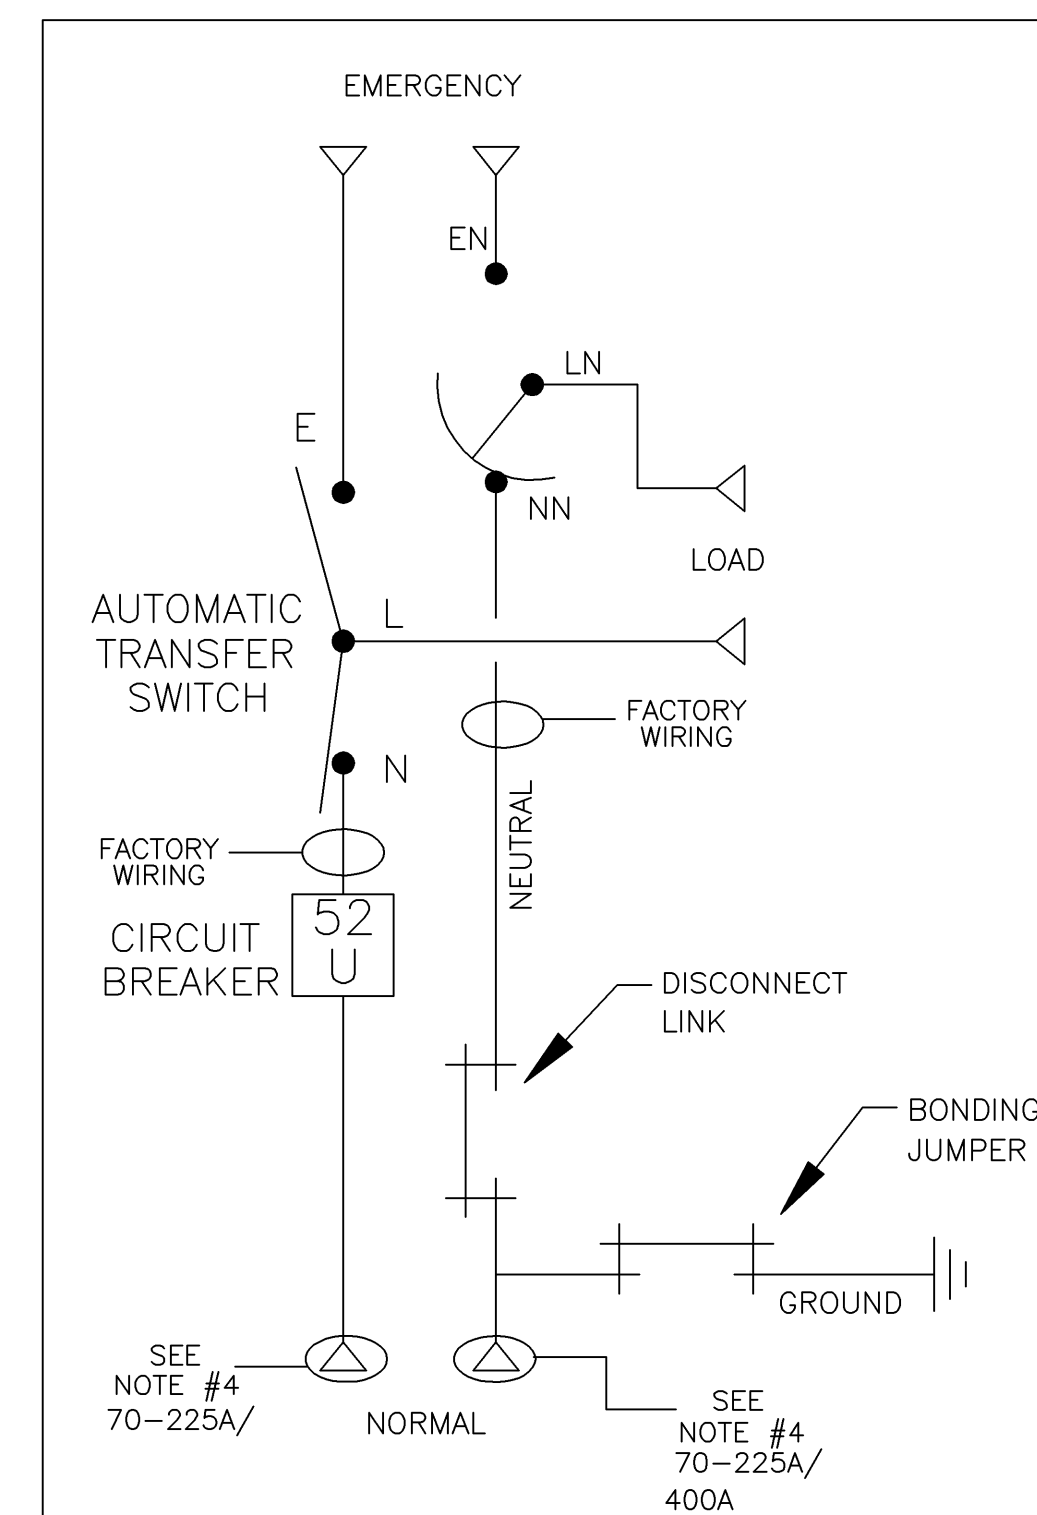 EMERGENCY
EN
LN
E
NN
LOAD
AUTOMATIC
TRANSFER
SWITCH
L
FACTORY
WIRING
N
NEUTRAL
FACTORY
WIRING
52
U
CIRCUIT
BREAKER
DISCONNECT
LINK
BONDING
JUMPER
GROUND
SEE
NOTE #4
70-225A/
NORMAL
SEE
NOTE #4
70-225A/
400A